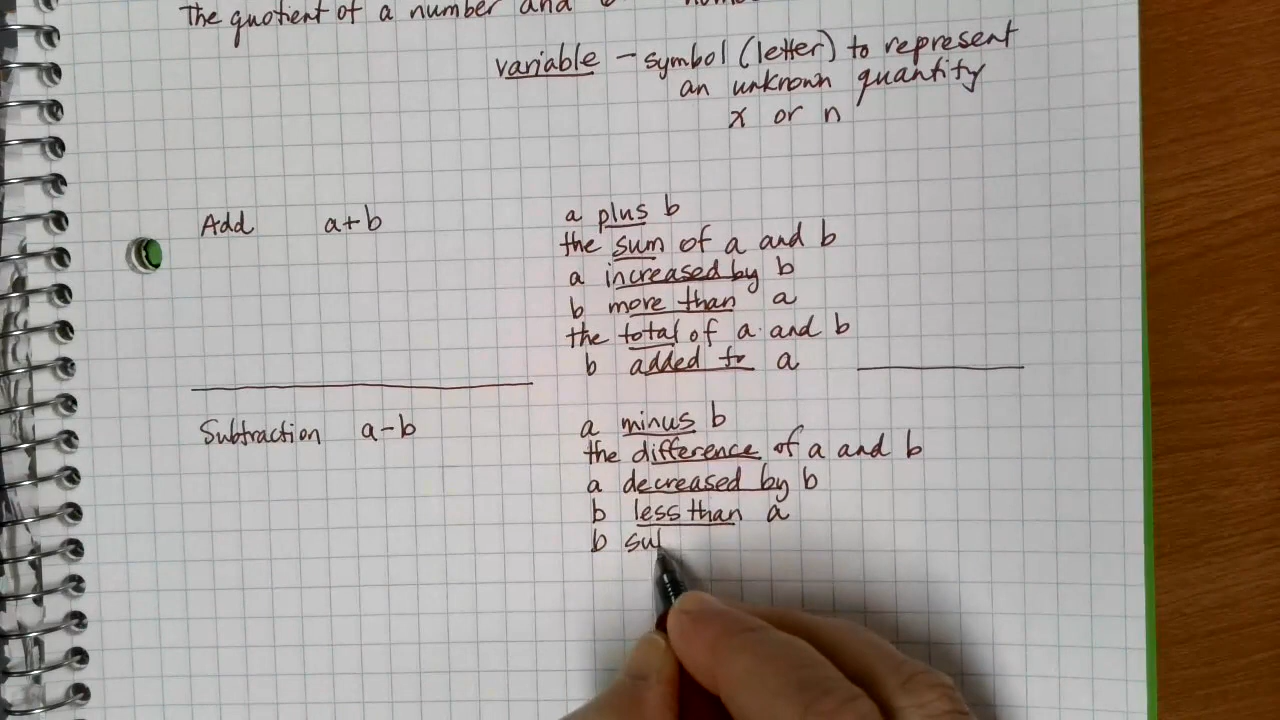 The quotient of a number and
variable - symbol (letter) to represent
an unknown quantity
x or n
Add a+b
a plus b
the sum of a and b
a increased by b
b more than a
the total of a and b
b added to a
Subtraction a-b
a minus b
the difference of a and b
a decreased by b
b less than a
b su